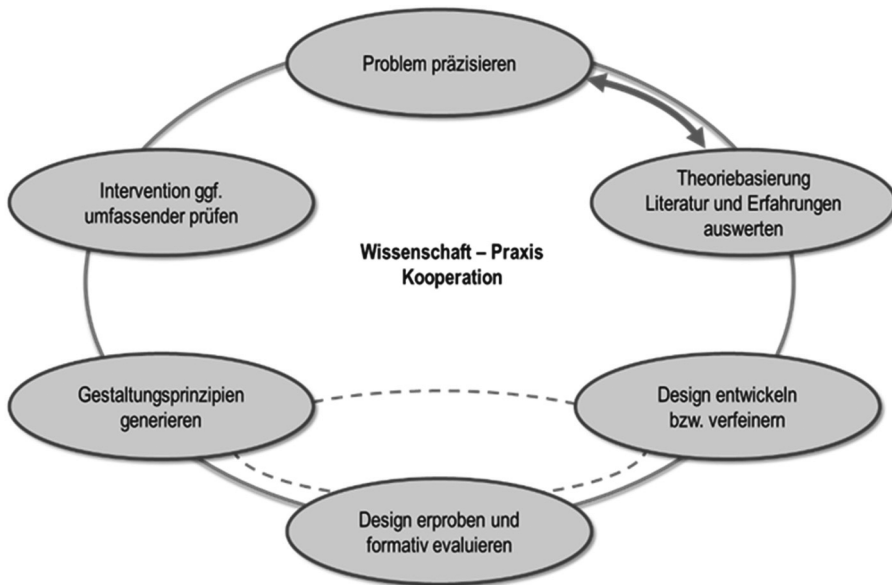 Problem präzisieren
Theoriebasierung
Literatur und Erfahrungen
auswerten
Intervention ggf.
umfassender prüfen
Wissenschaft – Praxis
Kooperation
Gestaltungsprinzipien
generieren
Design entwickeln
bzw. verfeinern
Design erproben und
formativ evaluieren